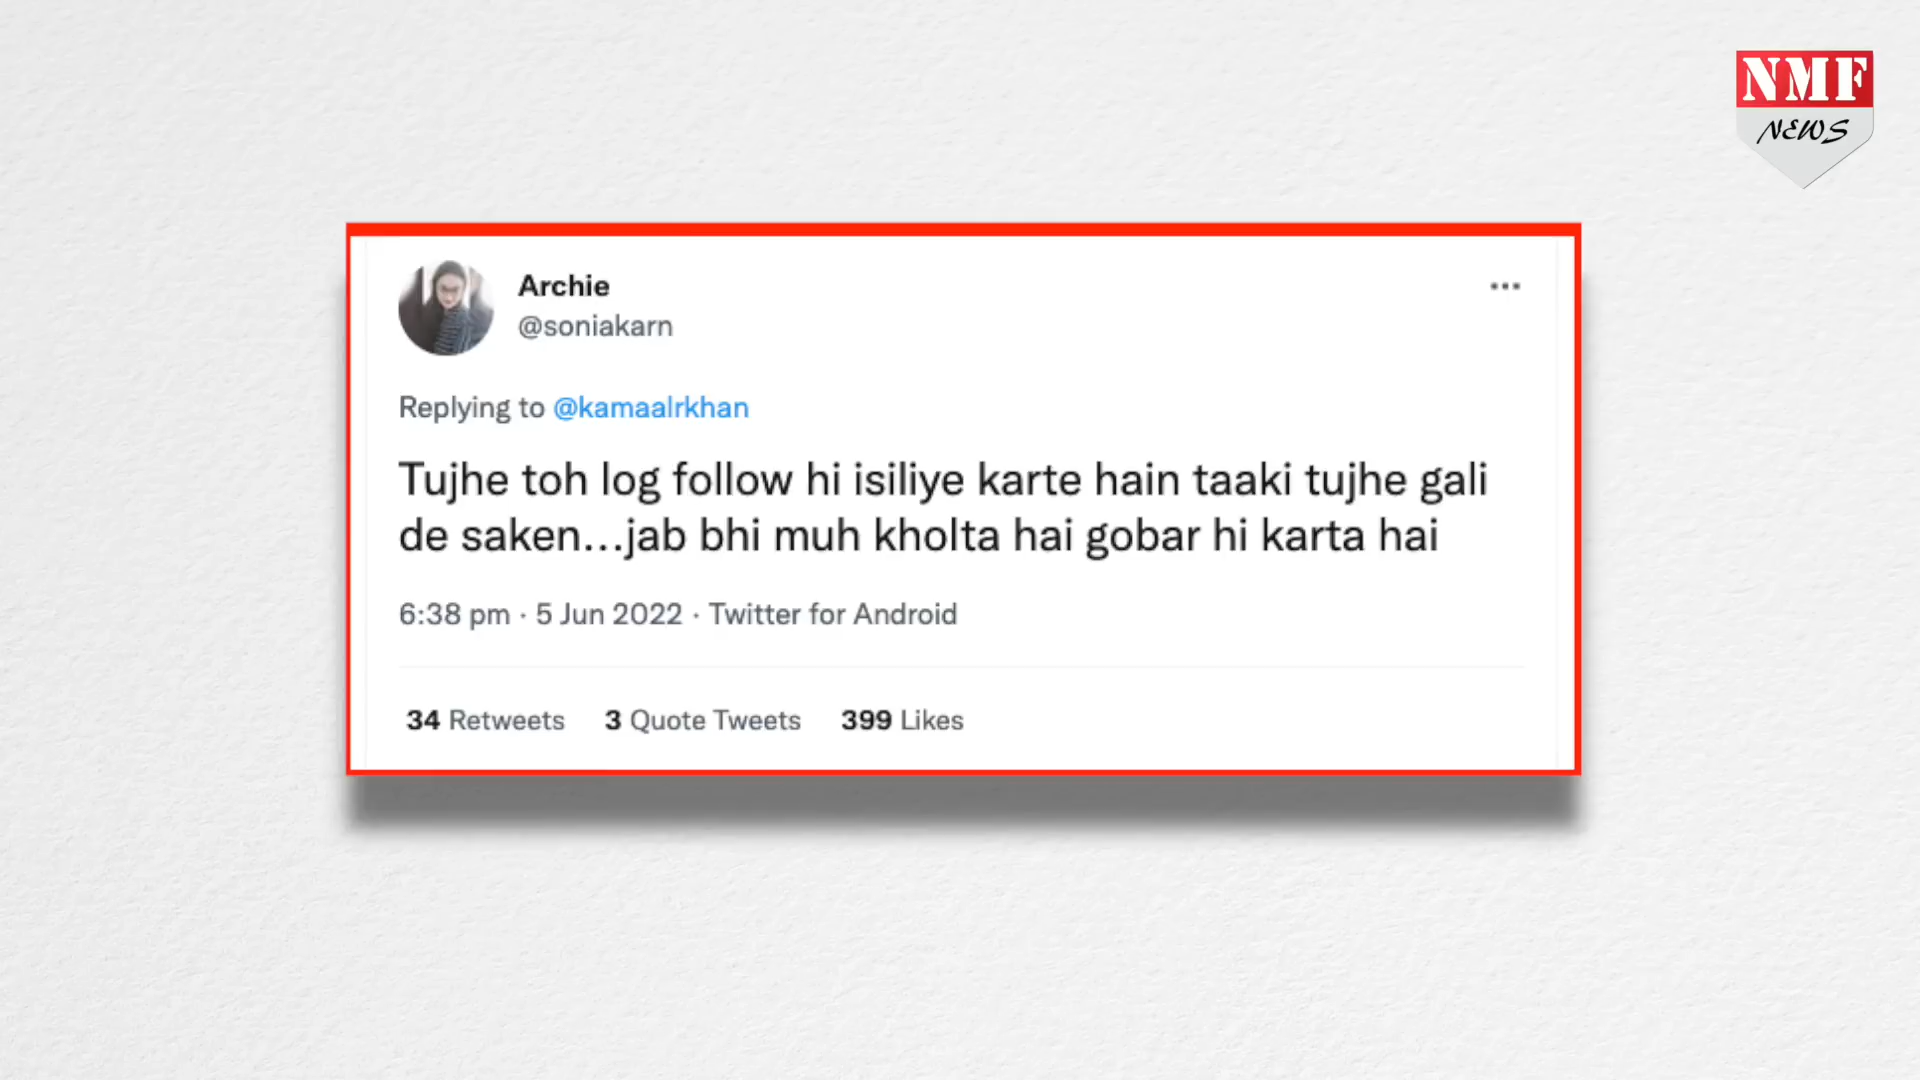 NMF
NEWS
Archie
@soniakarn
Replying to @kamaalrkhan
Tujhe toh log follow hi isiliye karte hain taaki tujhe gali
de saken...jab bhi muh kholta hai gobar hi karta hai
6:38 pm · 5 Jun 2022 · Twitter for Android
34 Retweets 3 Quote Tweets 399 Likes